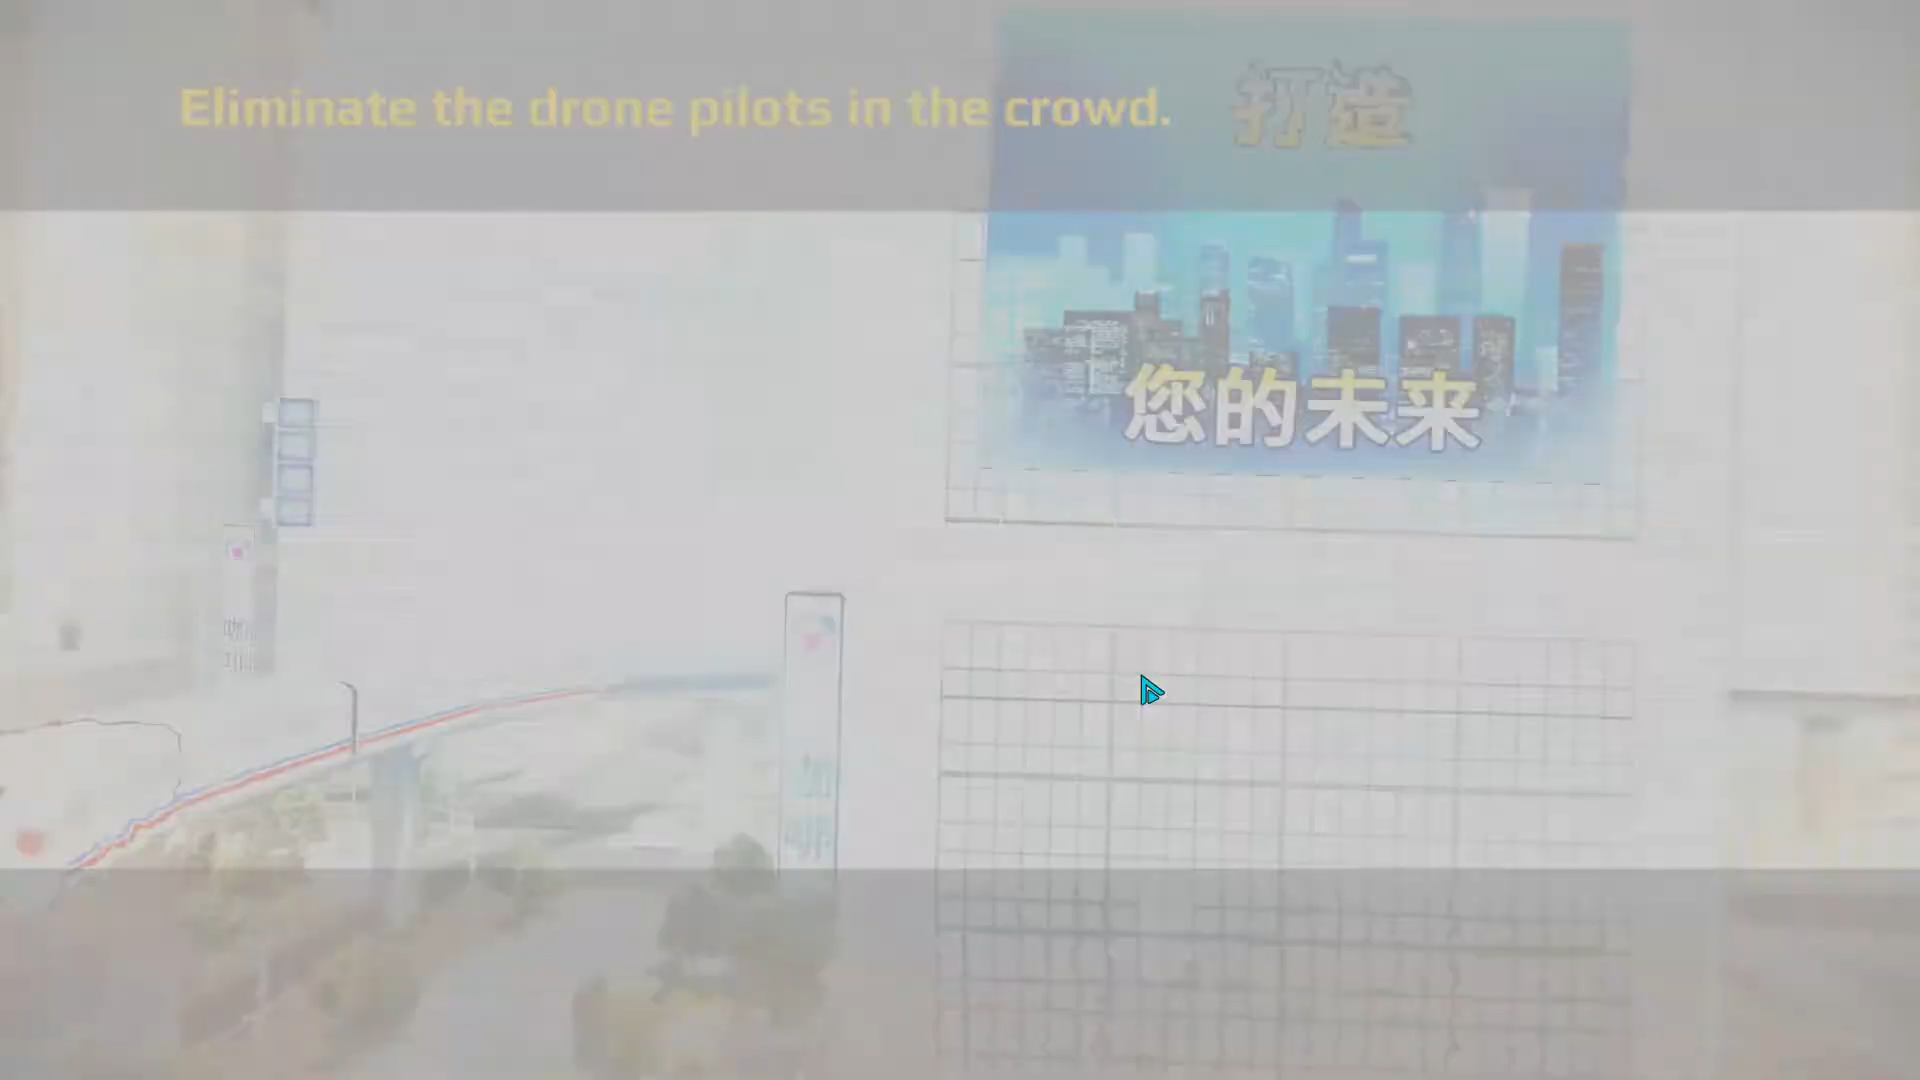 Eliminate the drone pilots in the crowd.
打造
您的未来